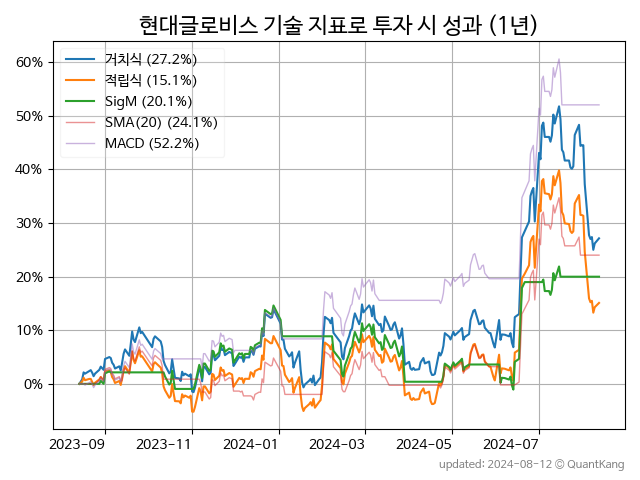 현대글로비스 기술 지표로 투자 시 성과 (1년)
거치식 (27.2%)
적립식 (15.1%)
SigM (20.1%)
SMA(20) (24.1%)
MACD (52.2%)
60%
50%
40%
30%
20%
10%
0%
2023-09 2023-11 2024-01 2024-03 2024-05 2024-07
updated: 2024-08-12 © QuantKang